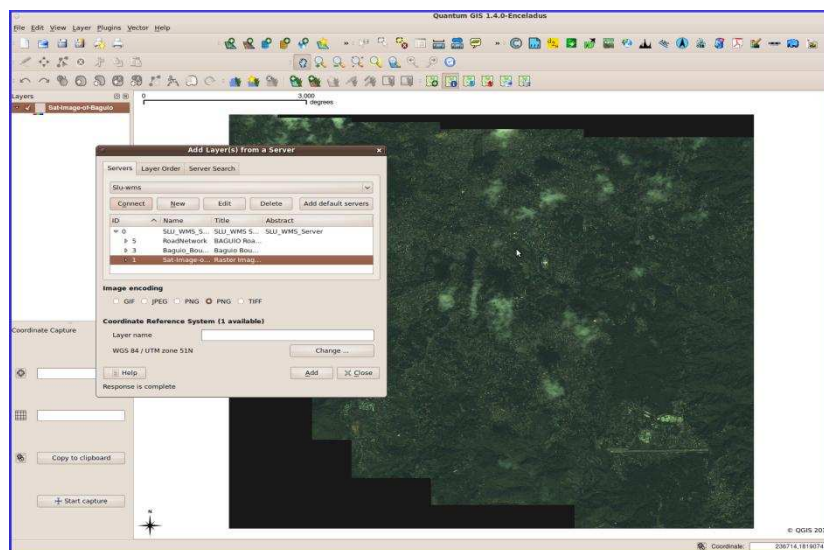 Quantum GIS 1.4.0-Enceladus
File Edit View Layer Plugins Vector Help
Layers
Sat-Image-of-Baguio
0 3,000
degrees
Add Layer(s) from a Server
Servers Layer Order Server Search
Slu-wms
Connect New Edit Delete Add default servers
ID Name Title Abstract
0 SLU_WMS_S... SLU_WMS S... SLU_WMS_Server
5 RoadNetwork BAGUIO Roa...
3 Baguio_Bou... Baguio Bou...
1 Sat-Image-o... Raster Imag...
Image encoding
GIF JPEG PNG PNG TIFF
Coordinate Reference System (1 available)
Layer name
WGS 84 / UTM zone 51N Change ...
Help Add Close
Response is complete
Coordinate Capture
Copy to clipboard
Start capture
N
© QGIS 20
Coordinate: